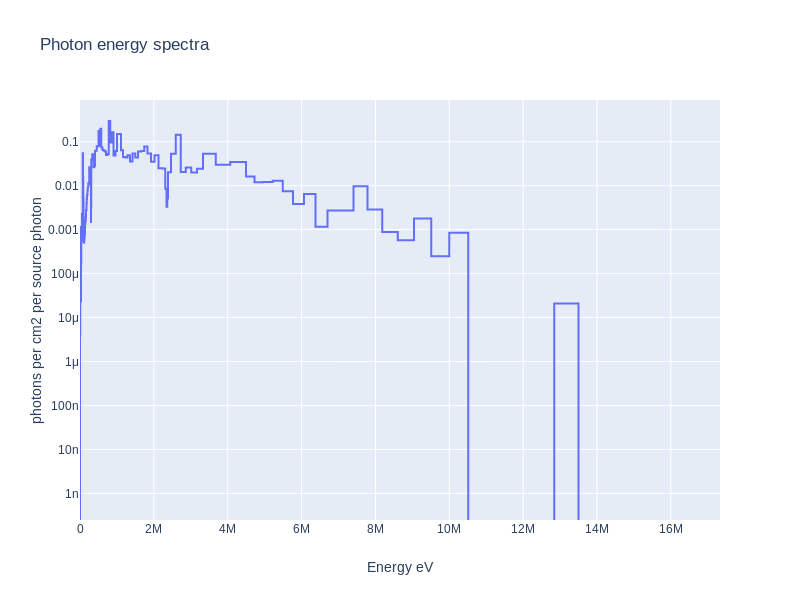 Photon energy spectra
photons per cm2 per source photon
0.1
0.01
0.001
100μ
10μ
1μ
100n
10n
1n
0
2M
4M
6M
8M
10M
12M
14M
16M
Energy eV